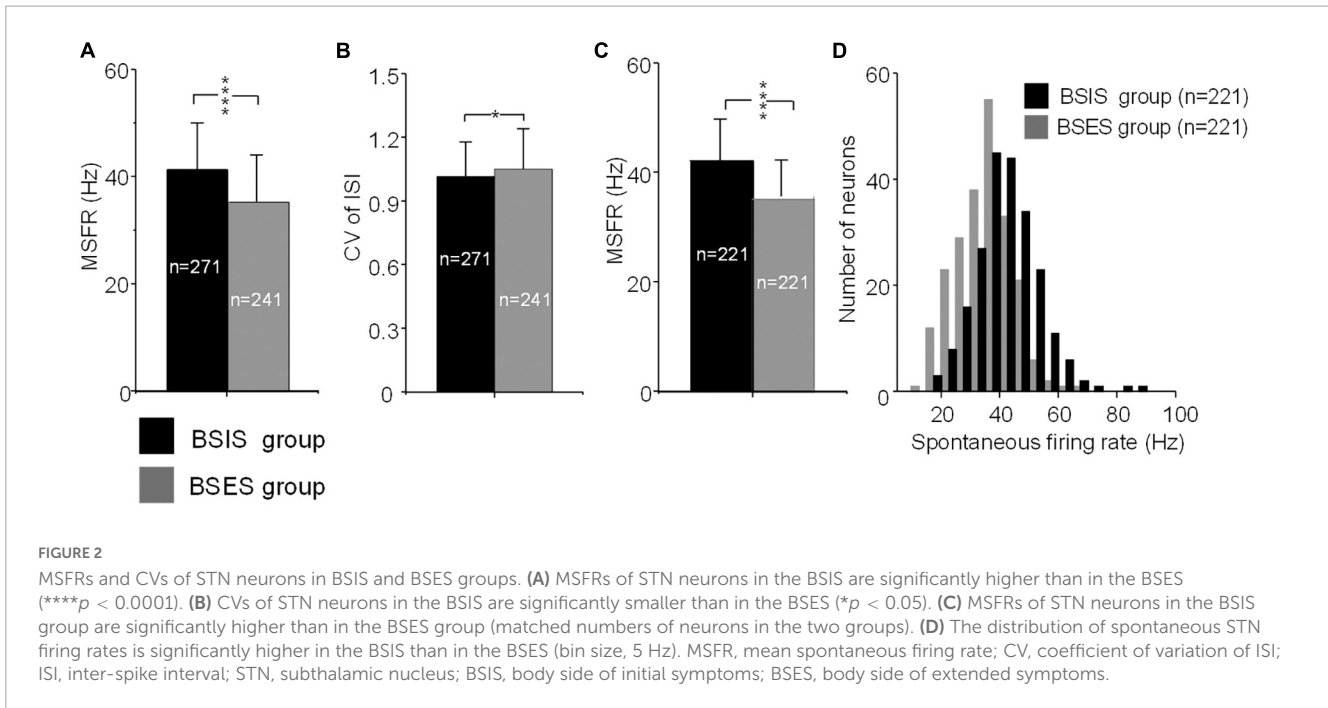 A
60
40
20
0
MSFR (Hz)
****
n=271
n=241
BSIS group
BSES group
B
1.5
1.2
0.9
0.6
0.3
0
CV of ISI
*
n=271
n=241
C
60
40
20
0
MSFR (Hz)
****
n=221
n=221
D
60
40
20
0
Number of neurons
BSIS group (n=221)
BSES group (n=221)
20 40 60 80 100
Spontaneous firing rate (Hz)
FIGURE 2
MSFRs and CVs of STN neurons in BSIS and BSES groups. (A) MSFRs of STN neurons in the BSIS are significantly higher than in the BSES
(****p < 0.0001). (B) CVs of STN neurons in the BSIS are significantly smaller than in the BSES (*p < 0.05). (C) MSFRs of STN neurons in the BSIS
group are significantly higher than in the BSES group (matched numbers of neurons in the two groups). (D) The distribution of spontaneous STN
firing rates is significantly higher in the BSIS than in the BSES (bin size, 5 Hz). MSFR, mean spontaneous firing rate; CV, coefficient of variation of ISI;
ISI, inter-spike interval; STN, subthalamic nucleus; BSIS, body side of initial symptoms; BSES, body side of extended symptoms.